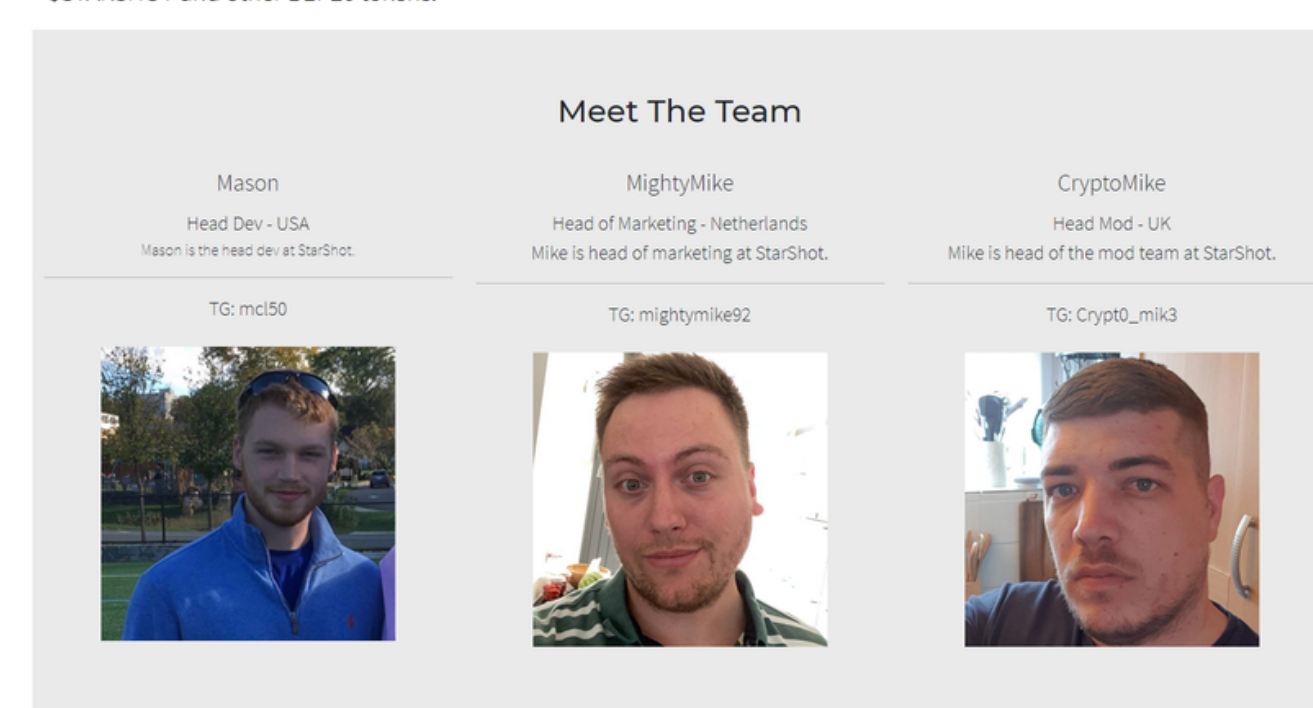 Meet The Team
Mason
Head Dev - USA
Mason is the head dev at StarShot.
TG: mcl50
MightyMike
Head of Marketing - Netherlands
Mike is head of marketing at StarShot.
TG: mightymike92
CryptoMike
Head Mod - UK
Mike is head of the mod team at StarShot.
TG: Crypt0_mik3